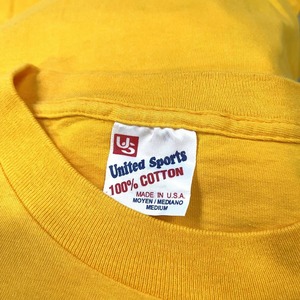 US
United Sports
100% COTTON
MADE IN U.S.A.
MOYEN / MEDIANO
MEDIUM